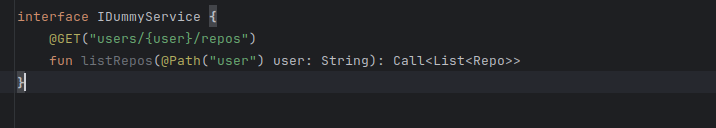 interface IDummyService {
    @GET("users/{user}/repos")
    fun listRepos(@Path("user") user: String): Call<List<Repo>>
}